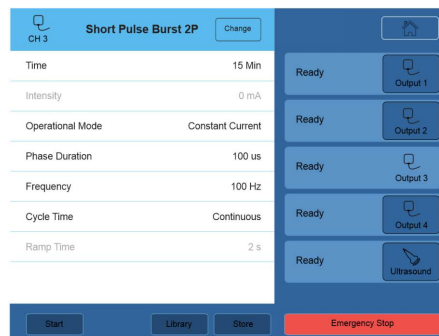 CH 3 Short Pulse Burst 2P Change
Time 15 Min
Intensity 0 mA
Operational Mode Constant Current
Phase Duration 100 us
Frequency 100 Hz
Cycle Time Continuous
Ramp Time 2 s
Ready Output 1
Ready Output 2
Ready Output 3
Ready Output 4
Ready Ultrasound
Start Library Store Emergency Stop